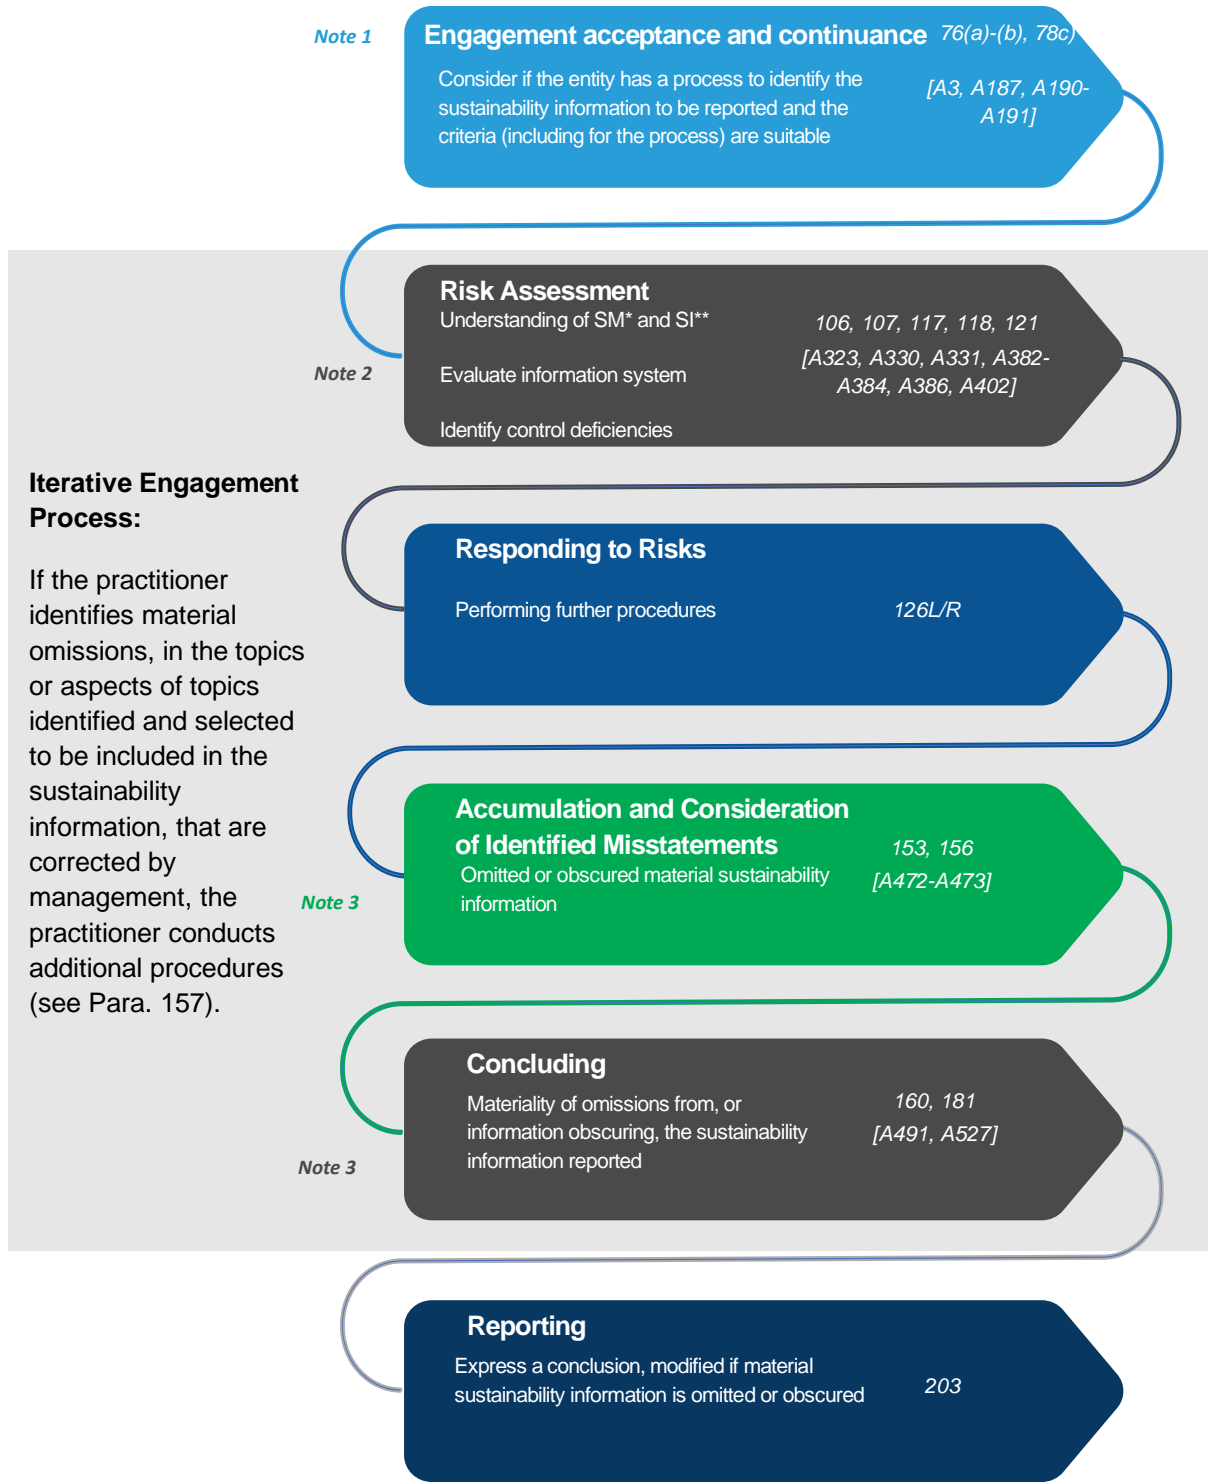 Note 1
Engagement acceptance and continuance
76(a)-(b), 78c)
Consider if the entity has a process to identify the
sustainability information to be reported and the
criteria (including for the process) are suitable
[A3, A187, A190-
A191]
Risk Assessment
Understanding of SM* and SI**
Evaluate information system
Identify control deficiencies
106, 107, 117, 118, 121
[A323, A330, A331, A382-
A384, A386, A402]
Note 2
Iterative Engagement
Process:
If the practitioner
identifies material
omissions, in the topics
or aspects of topics
identified and selected
to be included in the
sustainability
information, that are
corrected by
management, the
practitioner conducts
additional procedures
(see Para. 157).
Responding to Risks
Performing further procedures
126L/R
Accumulation and Consideration
of Identified Misstatements
Omitted or obscured material sustainability
information
153, 156
[A472-A473]
Note 3
Concluding
Materiality of omissions from, or
information obscuring, the sustainability
information reported
160, 181
[A491, A527]
Note 3
Reporting
Express a conclusion, modified if material
sustainability information is omitted or obscured
203